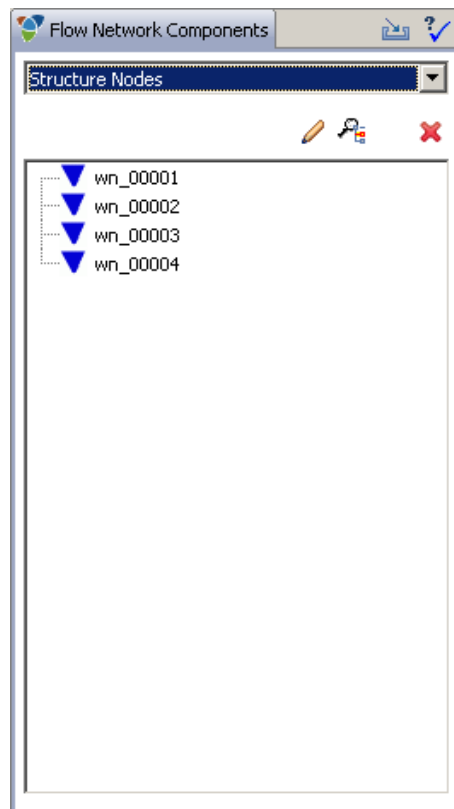 Flow Network Components
Structure Nodes
wn_00001
wn_00002
wn_00003
wn_00004